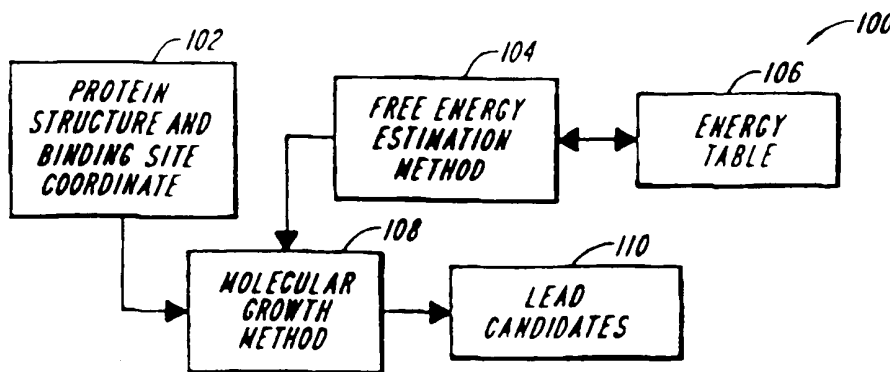 100
102
PROTEIN
STRUCTURE AND
BINDING SITE
COORDINATE
104
FREE ENERGY
ESTIMATION
METHOD
106
ENERGY
TABLE
108
MOLECULAR
GROWTH
METHOD
110
LEAD
CANDIDATES